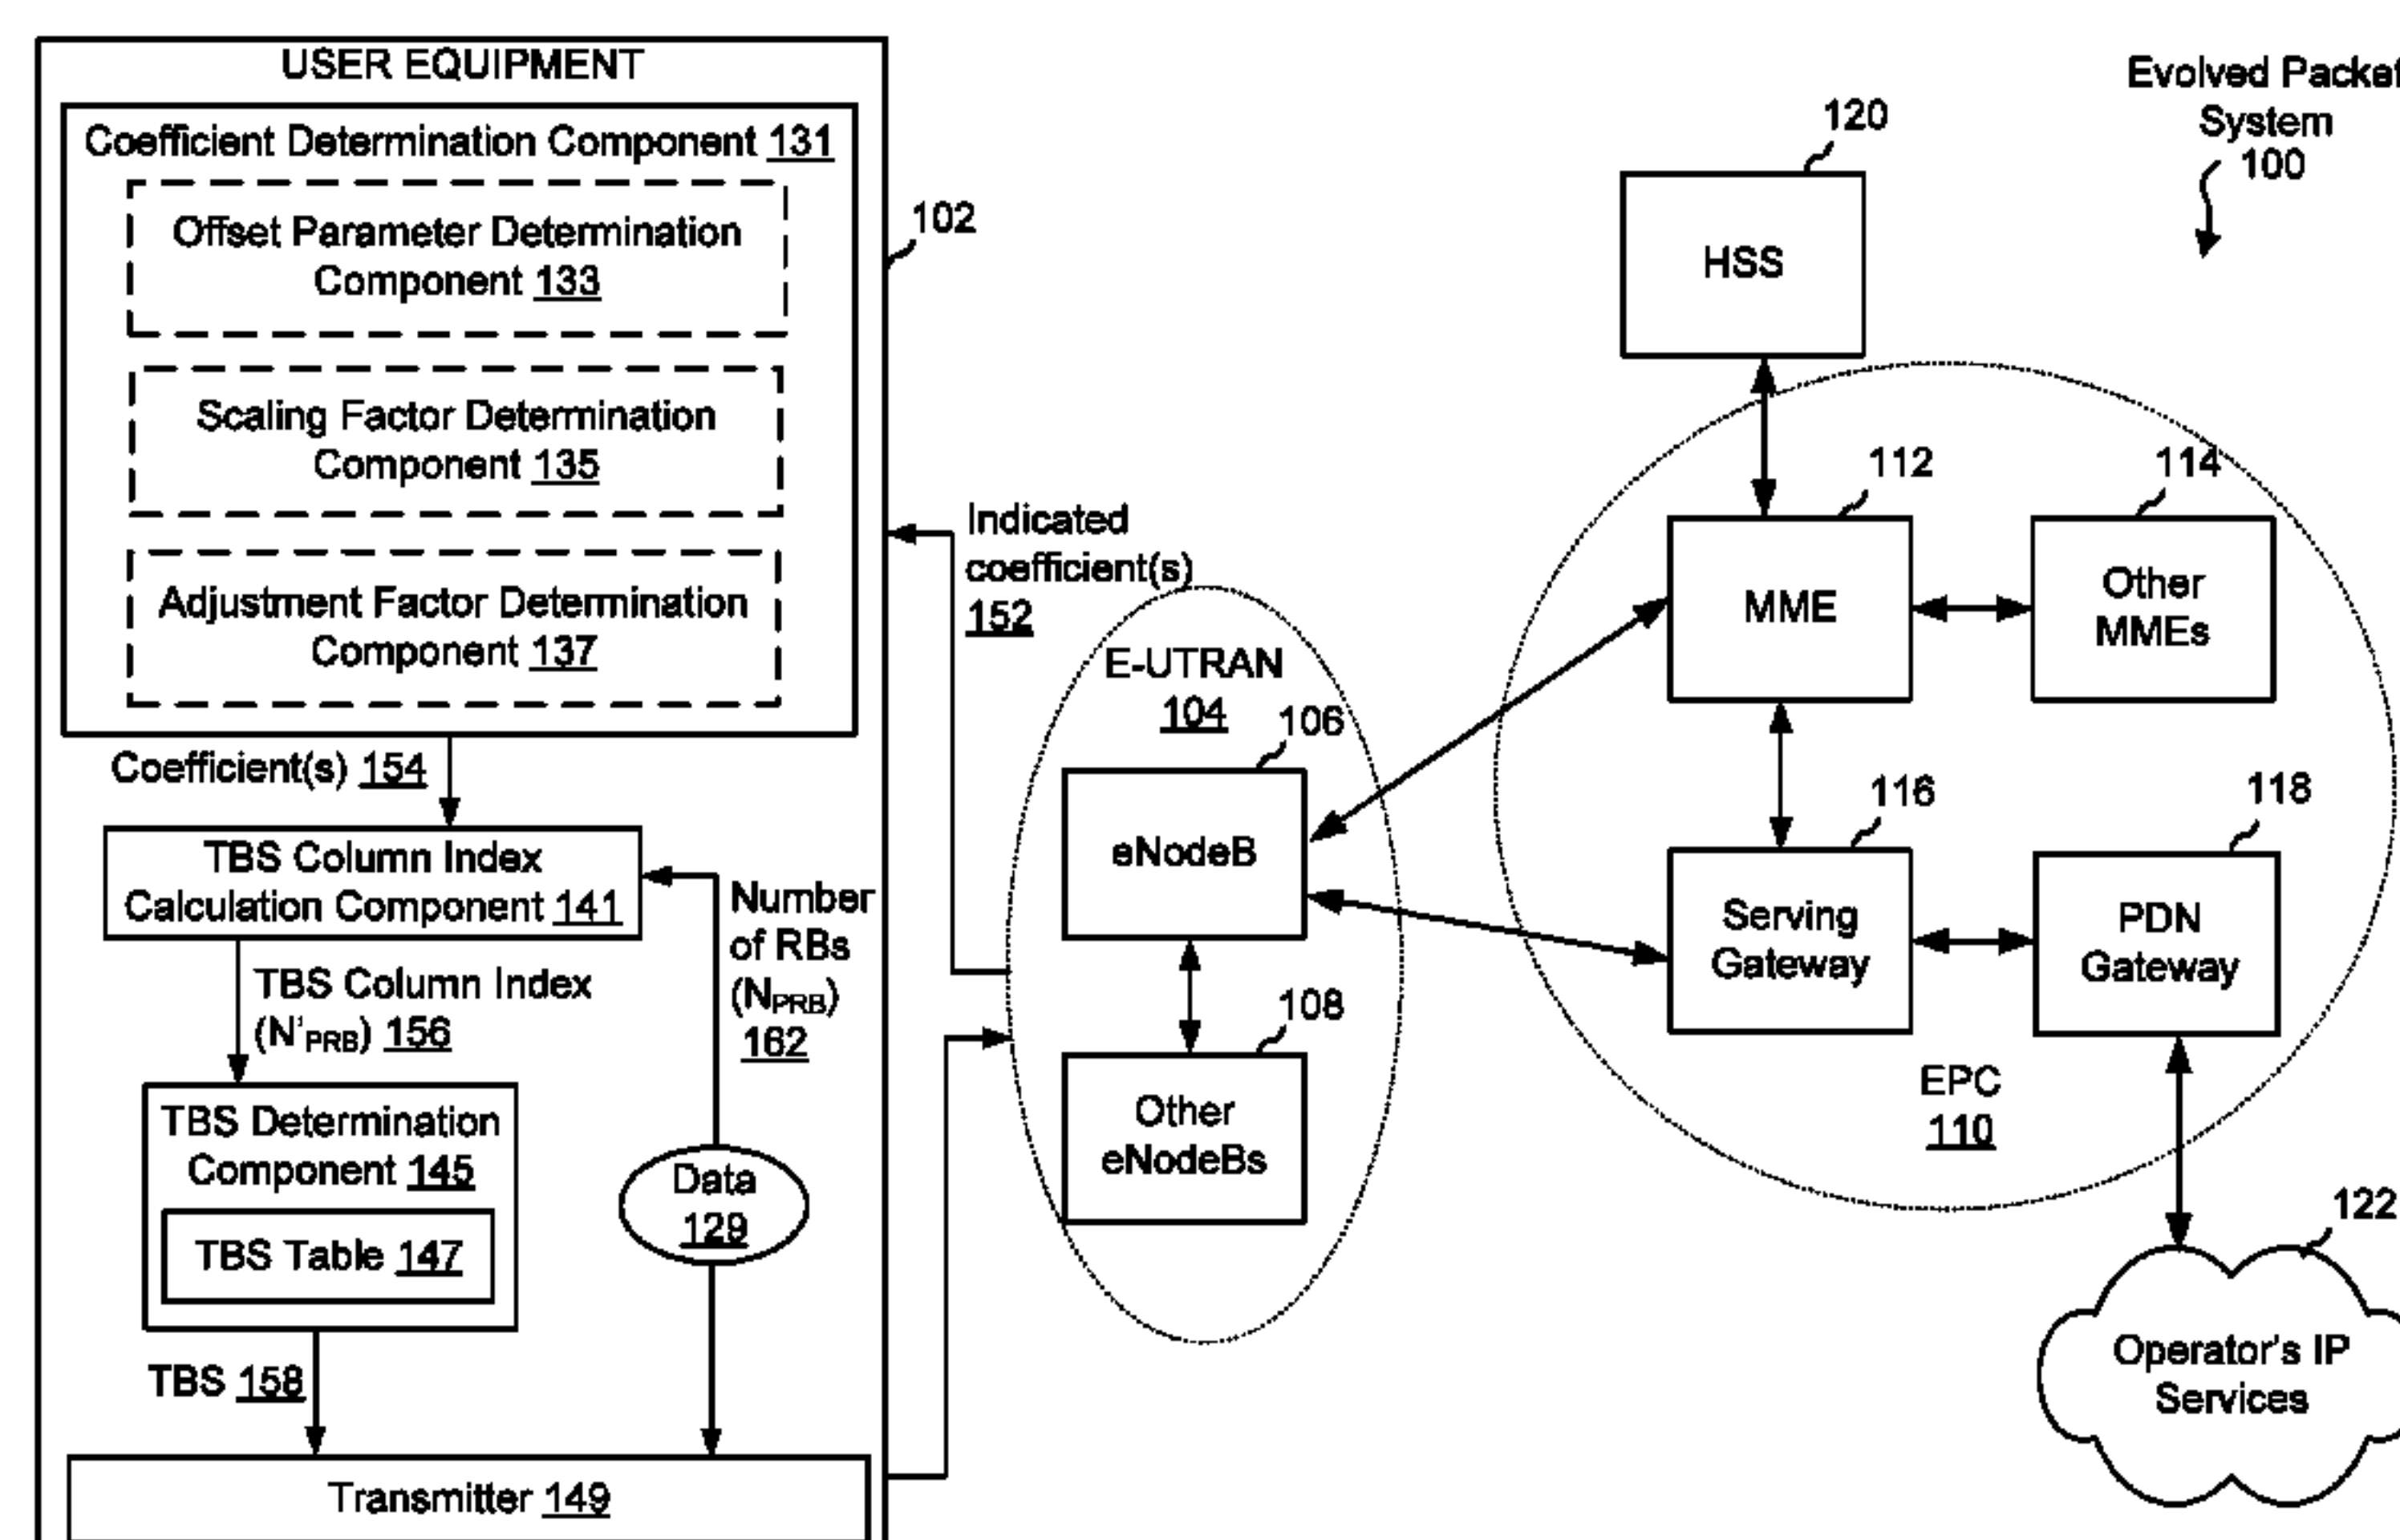 USER EQUIPMENT
Coefficient Determination Component 131
Offset Parameter Determination
Component 133
Scaling Factor Determination
Component 135
Adjustment Factor Determination
Component 137
102
Coefficient(s) 154
TBS Column Index
Calculation Component 141
Number
of RBs
(NPRB)
162
TBS Column Index
(N'PRB) 156
TBS Determination
Component 145
TBS Table 147
Data
129
TBS 158
Transmitter 149
Indicated
coefficient(s)
152
E-UTRAN
104
106
eNodeB
108
Other
eNodeBs
Evolved Packet
System
100
120
HSS
112
MME
114
Other
MMEs
116
Serving
Gateway
118
PDN
Gateway
EPC
110
122
Operator's IP
Services